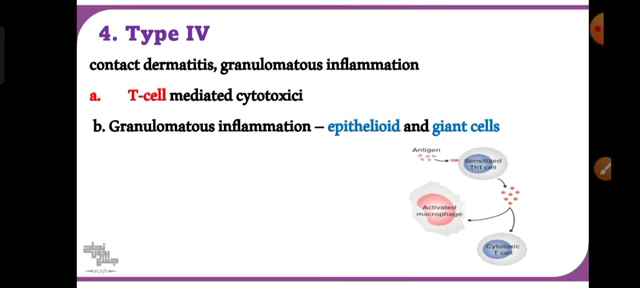 4. Type IV
contact dermatitis, granulomatous inflammation
a. T-cell mediated cytotoxici
b. Granulomatous inflammation – epithelioid and giant cells
Antigen
Sensitized
Th1 cell
Activated
macrophage
Cytotoxic
T cell